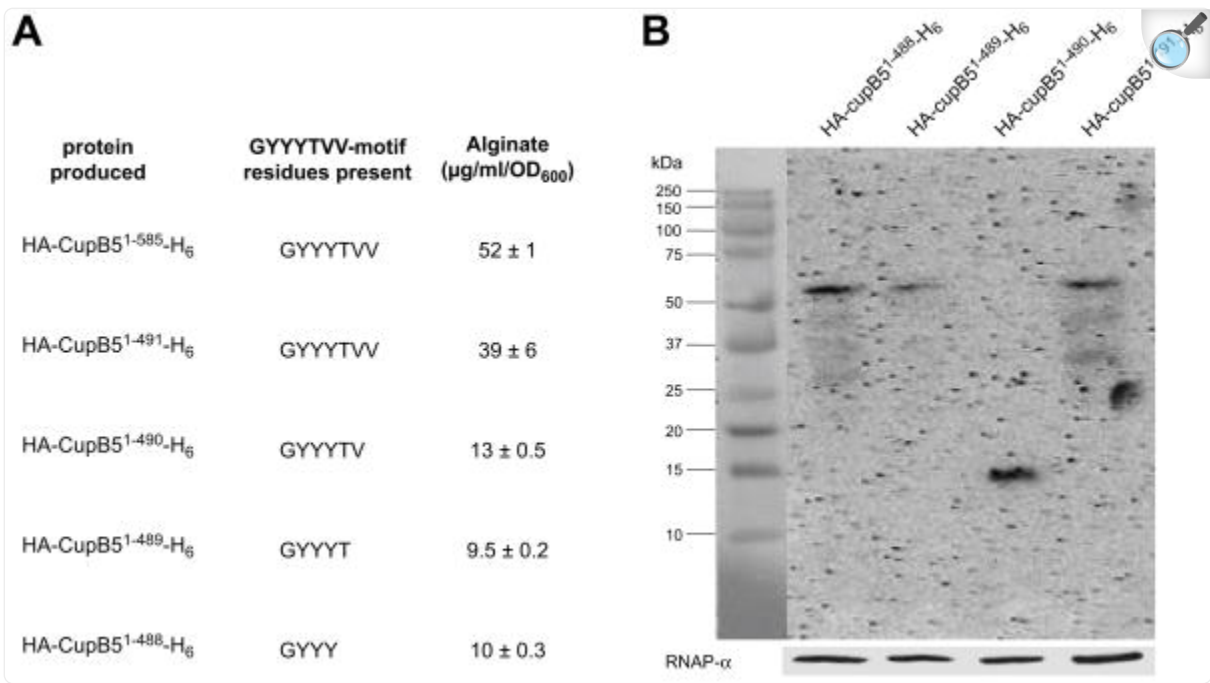 A
protein produced
GYYYTVV-motif residues present
Alginate (µg/ml/OD600)
HA-CupB51-585-H6 GYYYTVV 52 ± 1
HA-CupB51-491-H6 GYYYTVV 39 ± 6
HA-CupB51-490-H6 GYYYTV 13 ± 0.5
HA-CupB51-489-H6 GYYYT 9.5 ± 0.2
HA-CupB51-488-H6 GYYY 10 ± 0.3
B
HA-cupB51-488-H6
HA-cupB51-489-H6
HA-cupB51-490-H6
HA-cupB51
kDa
250
150
100
75
50
37
25
20
15
10
RNAP-α